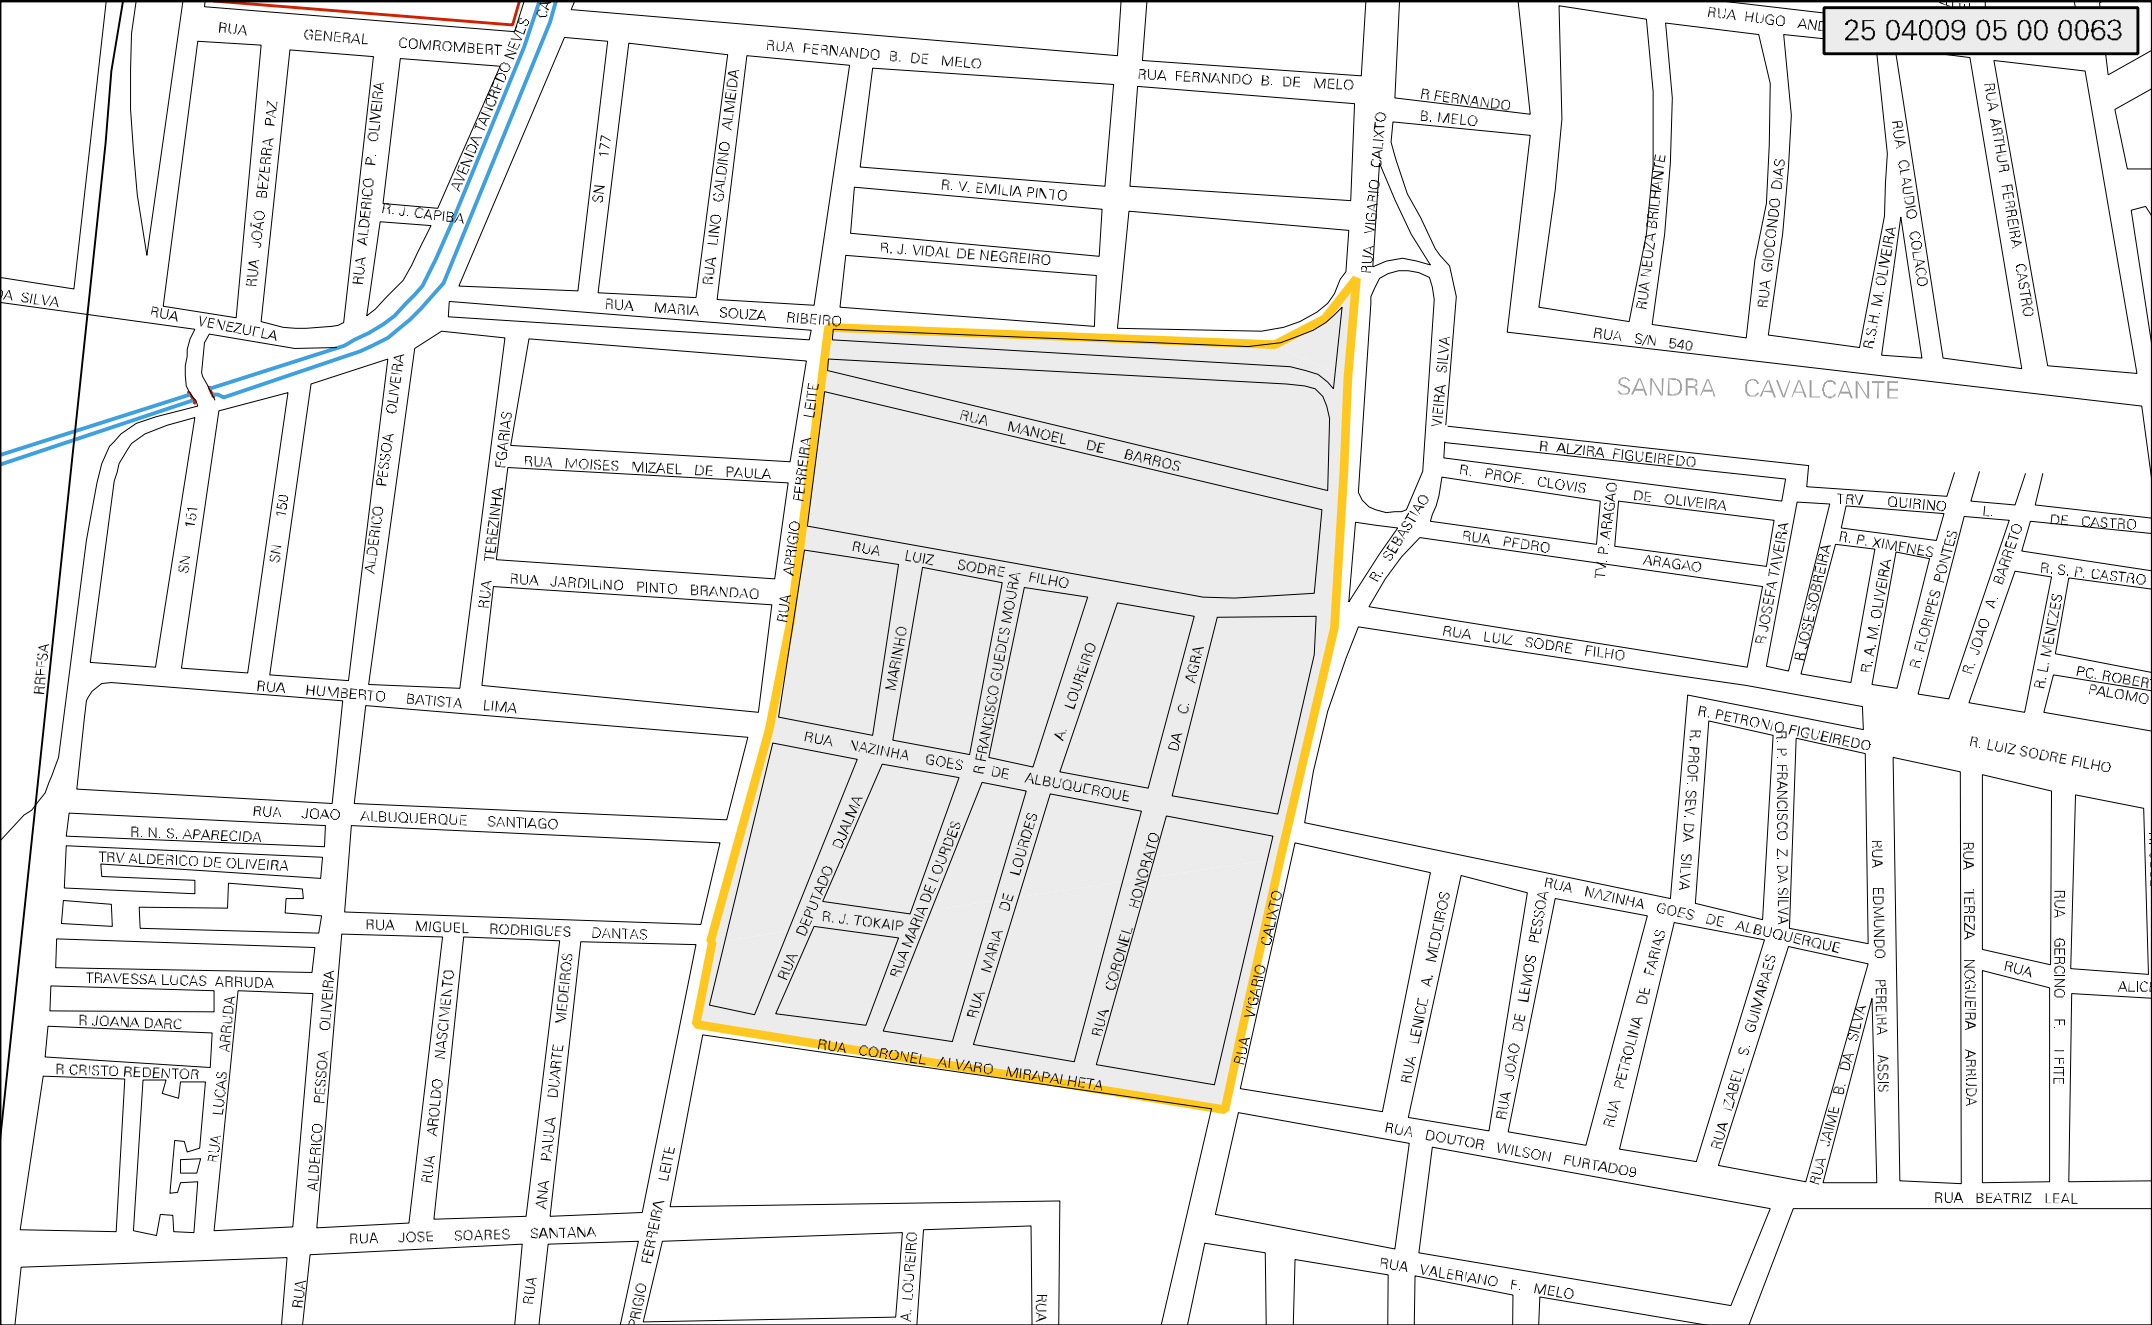 25 04009 05 00 0063
RUA GENERAL COMROMBERT
AVENIDA TANCREDO NEVES
RUA HUGO AND
RUA FERNANDO B. DE MELO
RUA FERNANDO B. DE MELO
R FERNANDO
B. MELO
RUA JOÃO BEZERRA PAZ
RUA ALDERICO P. OLIVEIRA
R. J. CAPIBA
SN 177
RUA LINO GALDINO ALMEIDA
R. V. EMILIA PINTO
R. J. VIDAL DE NEGREIRO
RUA VIGARIO CALIXTO
RUA NEUZA BRILHANTE
RUA GIOCONDO DIAS
RUA CLAUDIO COLACO
R.S.H. M. OLIVEIRA
RUA ARTHUR FERREIRA CASTRO
DA SILVA
RUA VENEZUELA
RUA MARIA SOUZA RIBEIRO
RUA S/N 540
SANDRA CAVALCANTE
VIEIRA SILVA
R. SEBASTIAO
RUA MANOEL DE BARROS
R ALZIRA FIGUEIREDO
R. PROF. CLOVIS DE OLIVEIRA
TV. P. ARAGAO
RUA PEDRO ARAGAO
TRV QUIRINO L. DE CASTRO
R. P. XIMENES
R. S. P. CASTRO
R JOSEFA TAVEIRA
R JOSE SOBREIRA
R. A. M. OLIVEIRA
R. FLORIPES PONTES
R. JOAO A. BARRETO
R. L. MENEZES
PC. ROBER
PALOMO
ALDERICO PESSOA OLIVEIRA
RUA TEREZINHA EGARIAS
RUA APRIGIO FERREIRA LEITE
RUA MOISES MIZAEL DE PAULA
RUA JARDILINO PINTO BRANDAO
SN 151
SN 150
RUA LUIZ SODRE FILHO
RUA LUIZ SODRE FILHO
R. LUIZ SODRE FILHO
MARINHO
R FRANCISCO GUEDES MOURA
A. LOUREIRO
DA C. AGRA
RFFSA
RUA HUMBERTO BATISTA LIMA
RUA NAZINHA GOES DE ALBUQUERQUE
R. PETRONIO FIGUEIREDO
R. PROF. SEV. DA SILVA
R. P. FRANCISCO Z. DA SILVA
RUA JOAO ALBUQUERQUE SANTIAGO
R. N. S. APARECIDA
TRV ALDERICO DE OLIVEIRA
RUA DEPUTADO DJALMA
R. J. TOKAIP
RUA MARIA DE LOURDES
RUA MARIA DE LOURDES
RUA CORONEL HONORATO
RUA VIGARIO CALIXTO
RUA NAZINHA GOES DE ALBUQUERQUE
RUA MIGUEL RODRIGUES DANTAS
TRAVESSA LUCAS ARRUDA
R JOANA DARC
R CRISTO REDENTOR
RUA LUCAS ARRUDA
ALDERICO PESSOA OLIVEIRA
RUA AROLDO NASCIMENTO
ANA PAULA DUARTE MEDEIROS
RUA CORONEL ALVARO MIRAPALHETA
RUA LENICE A. MEDEIROS
RUA JOAO DE LEMOS PESSOA
RUA PETROLINA DE FARIAS
RUA IZABEL S. GUIMARAES
RUA JAIME B. DA SILVA
RUA EDMUNDO PEREIRA ASSIS
RUA TEREZA NOGUEIRA ARRUDA
RUA GERCINO F. LEITE
RUA ALICE
RUA DOUTOR WILSON FURTADO9
RUA BEATRIZ LEAL
RUA JOSE SOARES SANTANA
PRIGIO FERREIRA LEITE
RUA
RUA
A. LOUREIRO
RUA
RUA VALERIANO F. MELO